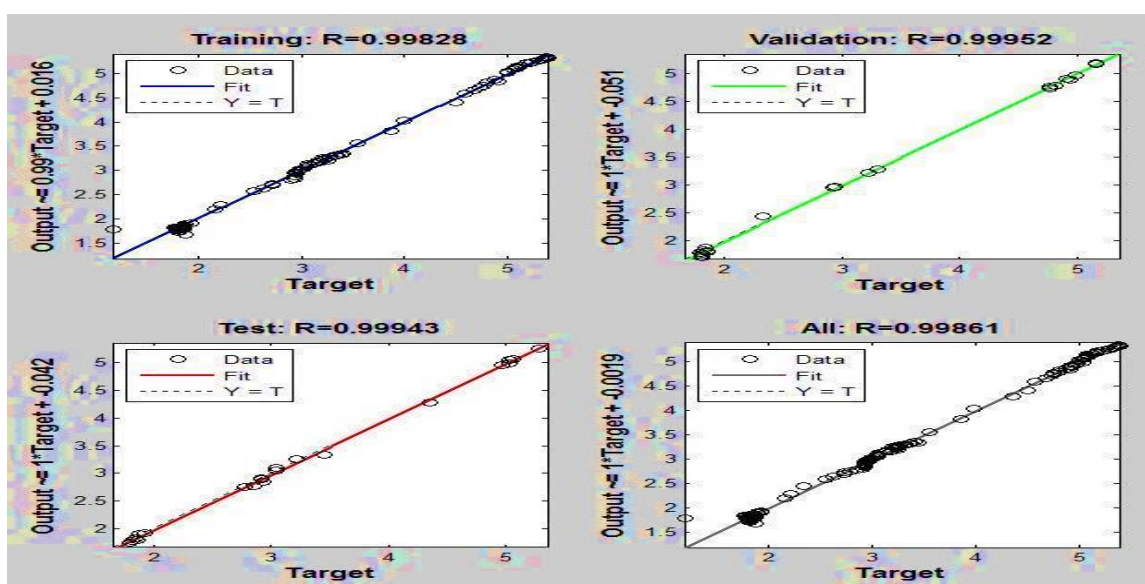 Training: R=0.99828
Output ~= 0.99*Target + 0.016
5
4.5
4
3.5
3
2.5
2
1.5
Data
Fit
Y = T
2 3 4 5
Target
Validation: R=0.99952
Output ~= 1*Target + -0.051
5
4.5
4
3.5
3
2.5
2
Data
Fit
Y = T
2 3 4 5
Target
Test: R=0.99943
Output ~= 1*Target + -0.042
5
4.5
4
3.5
3
2.5
2
Data
Fit
Y = T
2 3 4 5
Target
All: R=0.99861
Output ~= 1*Target + -0.0019
5
4.5
4
3.5
3
2.5
2
1.5
Data
Fit
Y = T
2 3 4 5
Target